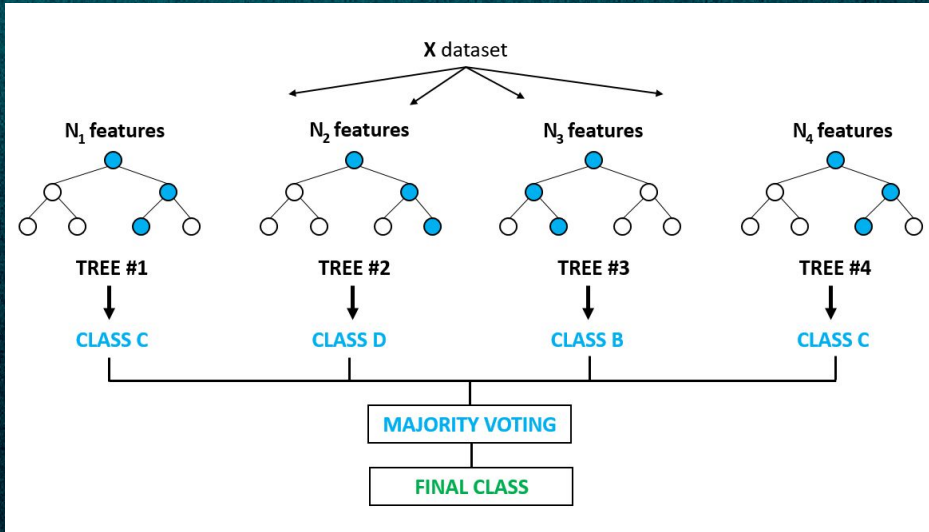 X dataset
N₁ features
N₂ features
N₃ features
N₄ features
TREE #1
TREE #2
TREE #3
TREE #4
CLASS C
CLASS D
CLASS B
CLASS C
MAJORITY VOTING
FINAL CLASS